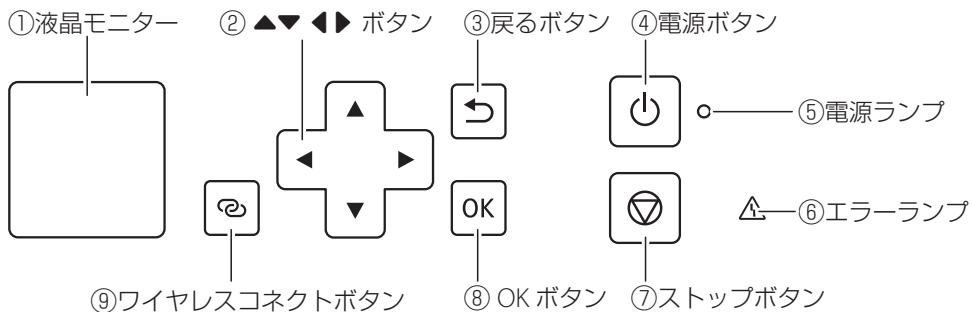 ①液晶モニター
②▲▼◀▶ ボタン
③戻るボタン
④電源ボタン
⑤電源ランプ
OK
⑥エラーランプ
⑨ワイヤレスコネクトボタン
⑧ OK ボタン
⑦ストップボタン